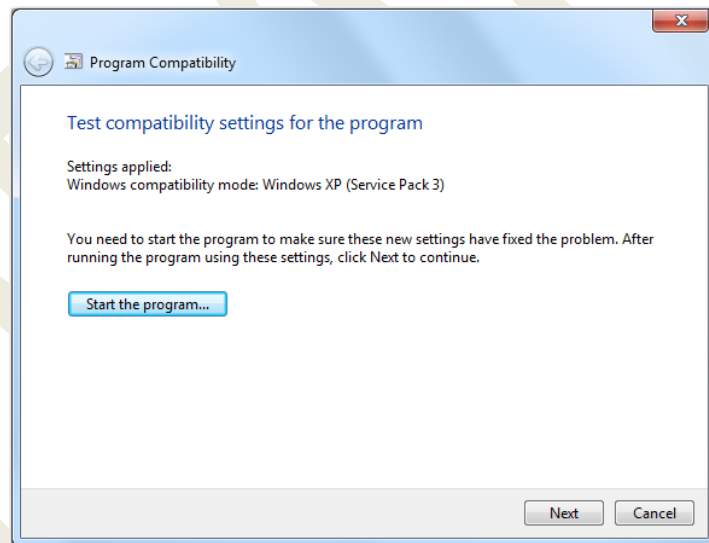 Program Compatibility
Test compatibility settings for the program
Settings applied:
Windows compatibility mode: Windows XP (Service Pack 3)
You need to start the program to make sure these new settings have fixed the problem. After
running the program using these settings, click Next to continue.
Start the program...
Next
Cancel